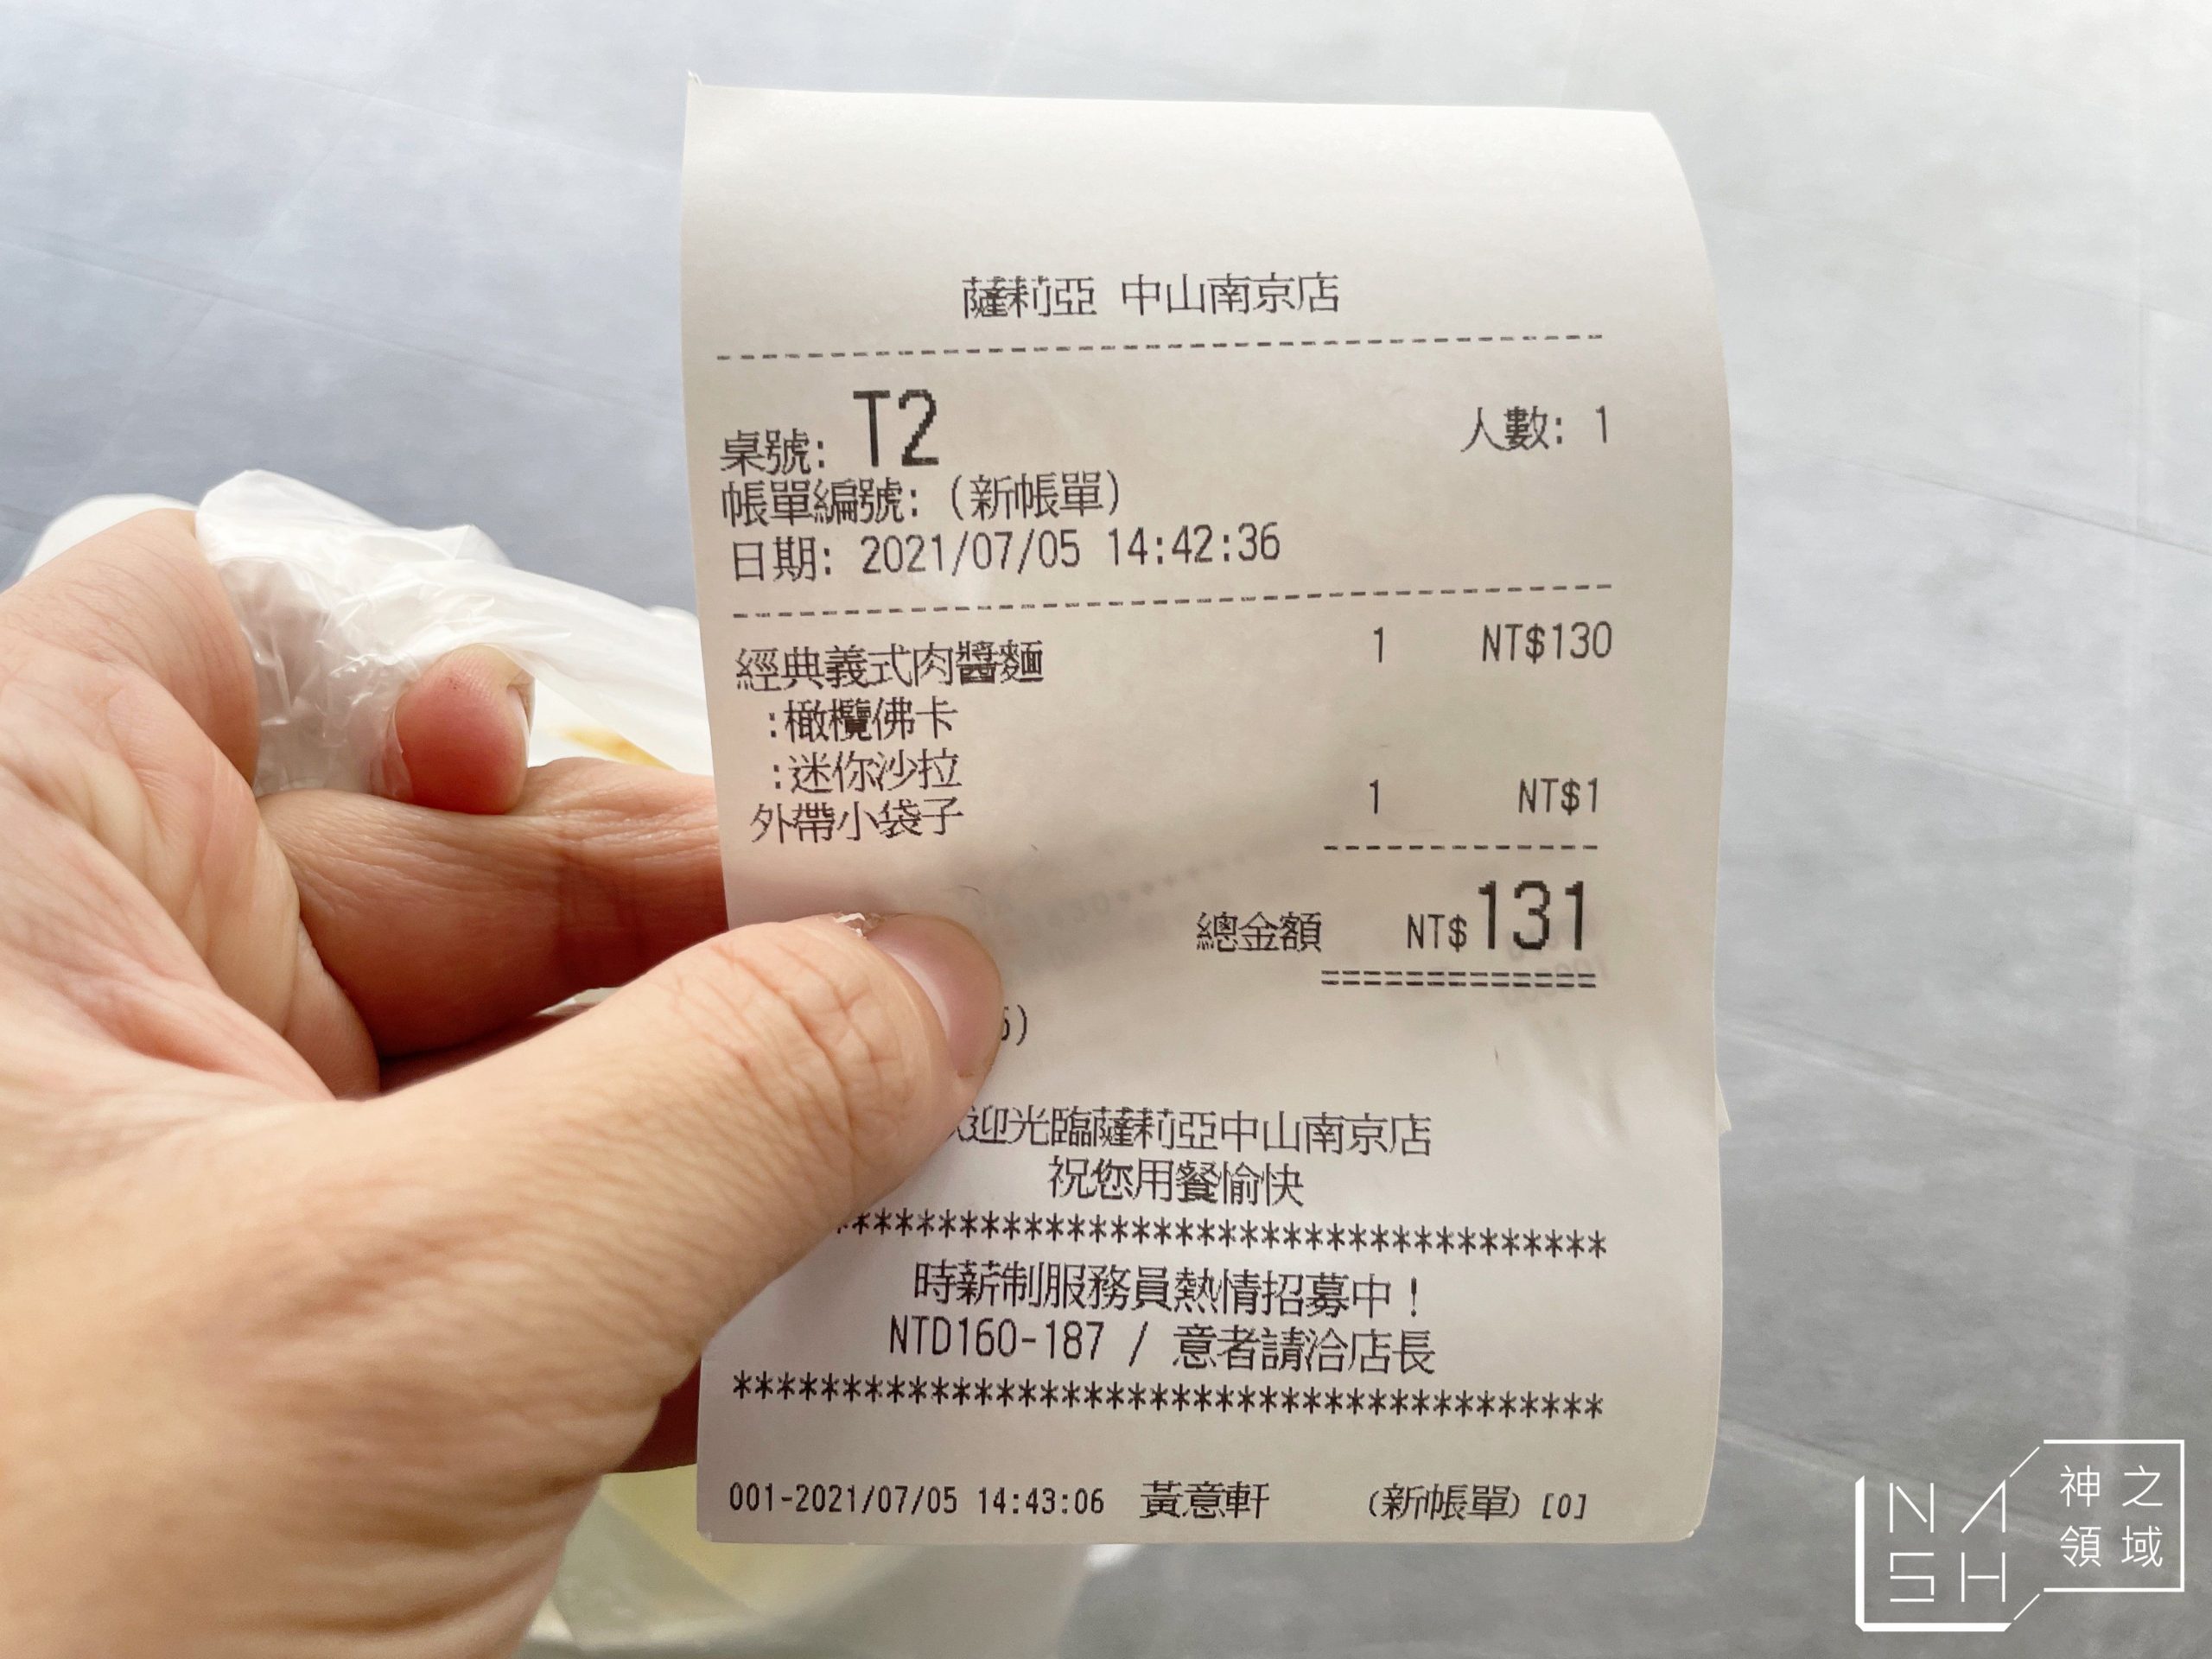 薩莉亞 中山南京店
桌號: T2 人數: 1
帳單編號: (新帳單)
日期: 2021/07/05 14:42:36
經典義式肉醬麵 1 NT$130
:橄欖佛卡
:迷你沙拉
外帶小袋子 1 NT$1
總金額 NT$131
迎光臨薩莉亞中山南京店
祝您用餐愉快
****************************************
時薪制服務員熱情招募中!
NTD160-187 / 意者請洽店長
****************************************
001-2021/07/05 14:43:06 黃意軒 (新帳單) [0]
NASH 神之領域